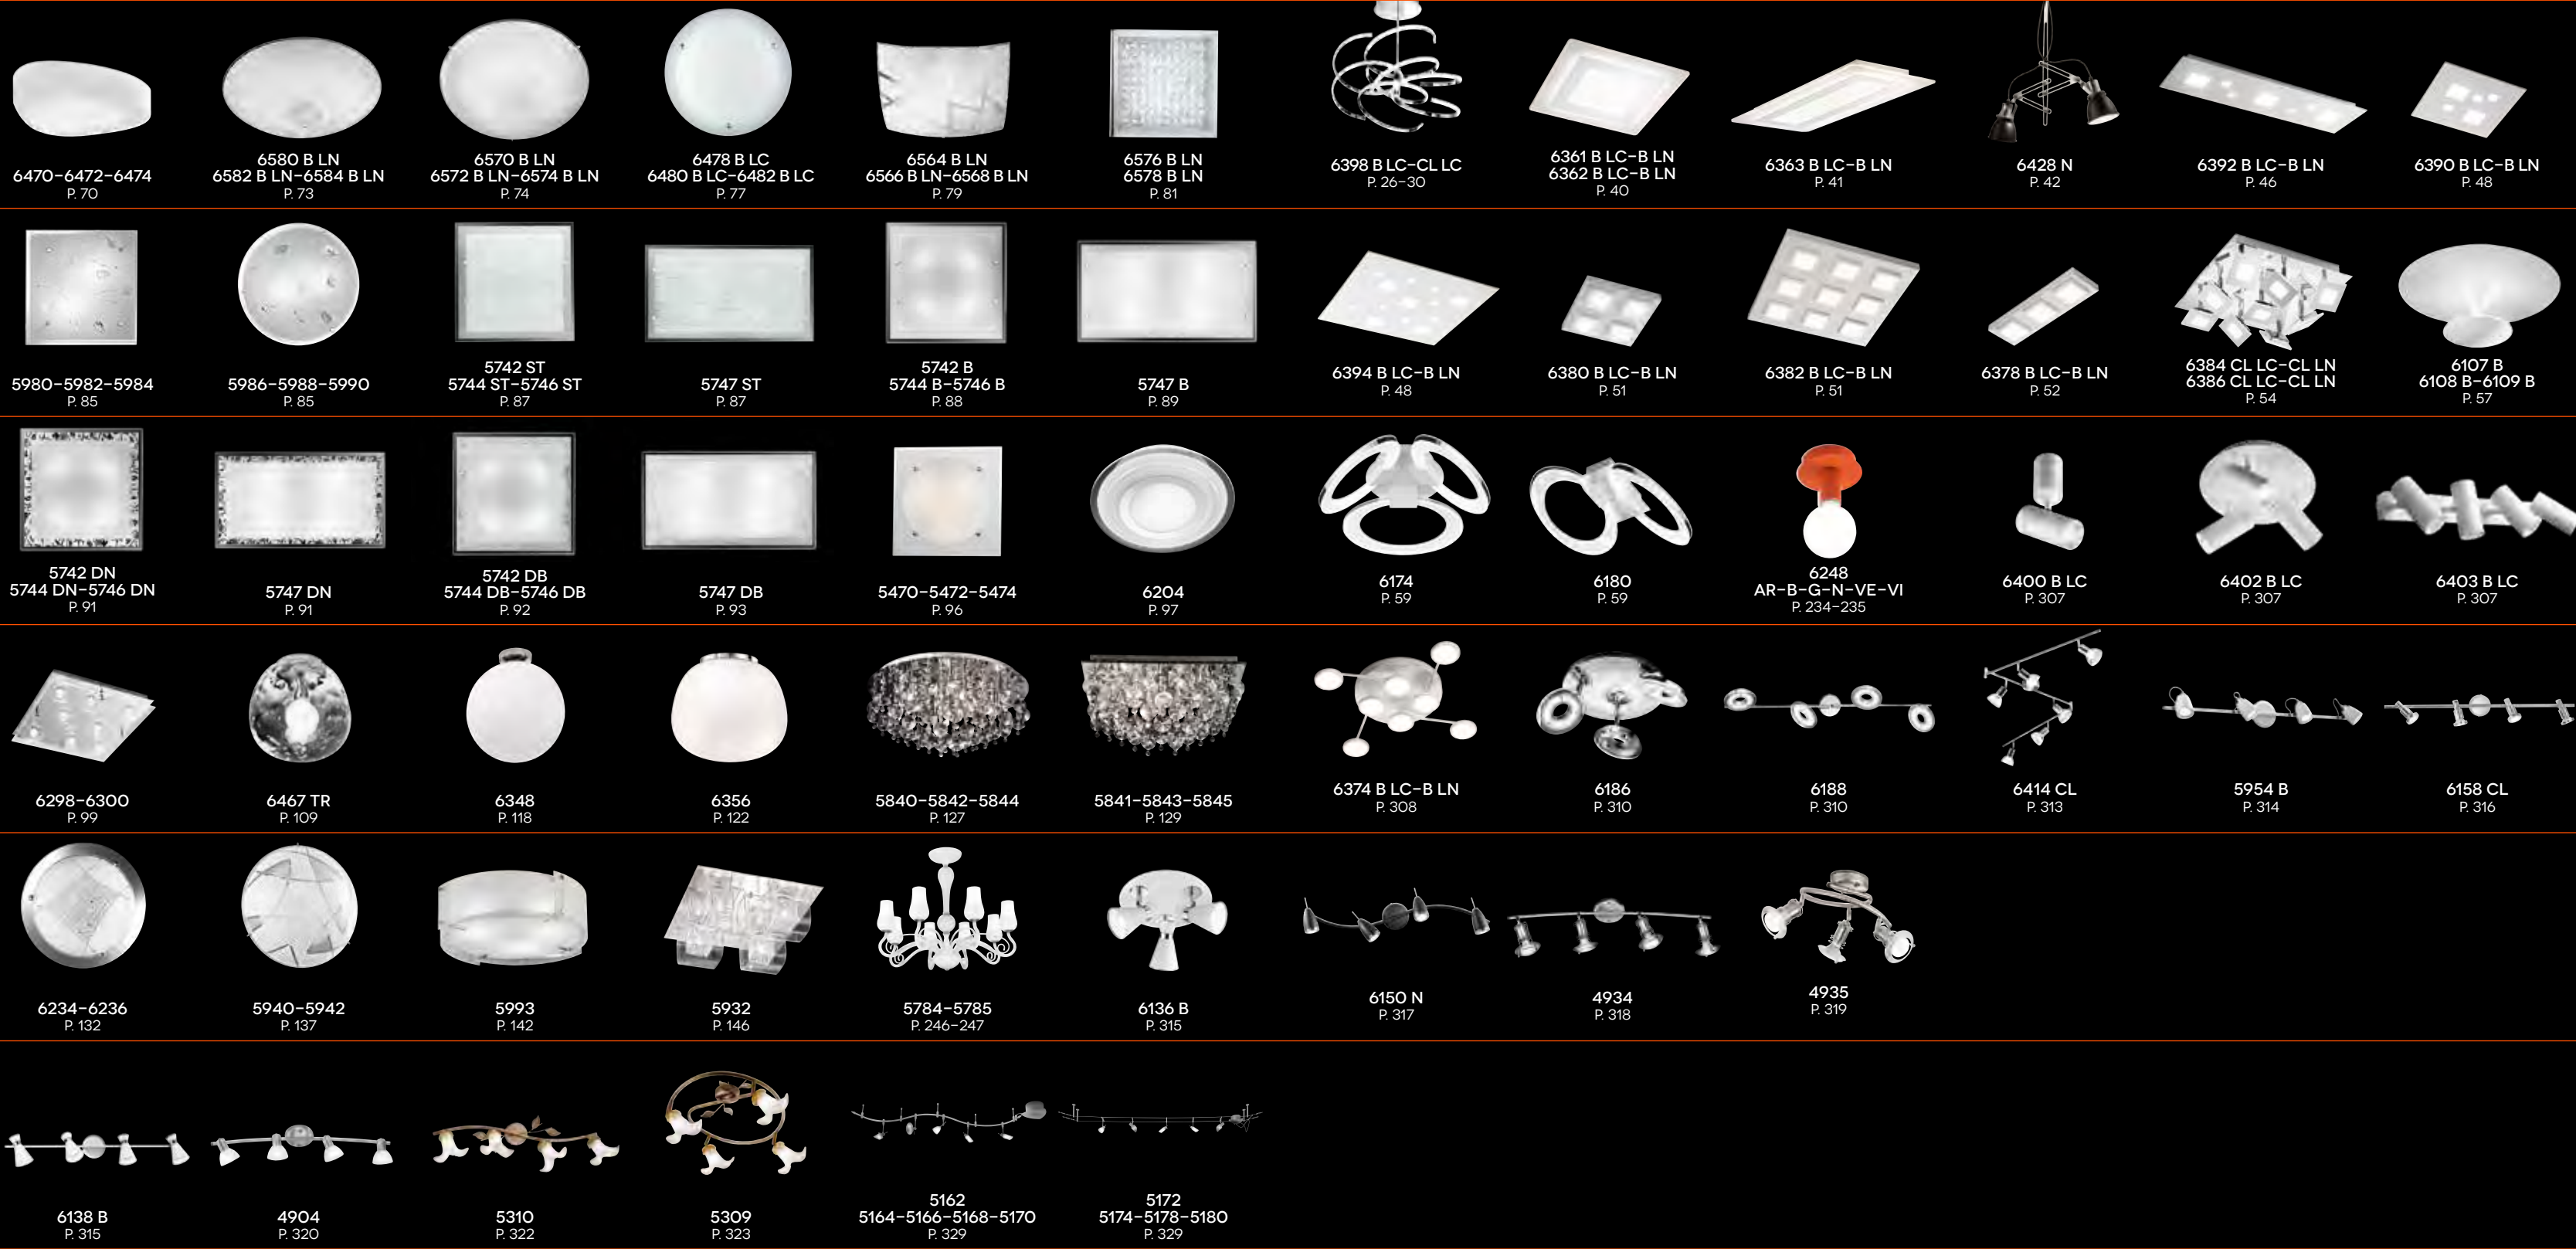 6470-6472-6474
P. 70
6580 B LN
6582 B LN-6584 B LN
P. 73
6570 B LN
6572 B LN-6574 B LN
P. 74
6478 B LC
6480 B LC-6482 B LC
P. 77
6564 B LN
6566 B LN-6568 B LN
P. 79
6576 B LN
6578 B LN
P. 81
6398 B LC-CL LC
P. 26-30
6361 B LC-B LN
6362 B LC-B LN
P. 40
6363 B LC-B LN
P. 41
6428 N
P. 42
6392 B LC-B LN
P. 46
6390 B LC-B LN
P. 48
5980-5982-5984
P. 85
5986-5988-5990
P. 85
5742 ST
5744 ST-5746 ST
P. 87
5747 ST
P. 87
5742 B
5744 B-5746 B
P. 88
5747 B
P. 89
6394 B LC-B LN
P. 48
6380 B LC-B LN
P. 51
6382 B LC-B LN
P. 51
6378 B LC-B LN
P. 52
6384 CL LC-CL LN
6386 CL LC-CL LN
P. 54
6107 B
6108 B-6109 B
P. 57
5742 DN
5744 DN-5746 DN
P. 91
5747 DN
P. 91
5742 DB
5744 DB-5746 DB
P. 92
5747 DB
P. 93
5470-5472-5474
P. 96
6204
P. 97
6174
P. 59
6180
P. 59
6248
AR-B-G-N-VE-VI
P. 234-235
6400 B LC
P. 307
6402 B LC
P. 307
6403 B LC
P. 307
6298-6300
P. 99
6467 TR
P. 109
6348
P. 118
6356
P. 122
5840-5842-5844
P. 127
5841-5843-5845
P. 129
6374 B LC-B LN
P. 308
6186
P. 310
6188
P. 310
6414 CL
P. 313
5954 B
P. 314
6158 CL
P. 316
6234-6236
P. 132
5940-5942
P. 137
5993
P. 142
5932
P. 146
5784-5785
P. 246-247
6136 B
P. 315
6150 N
P. 317
4934
P. 318
4935
P. 319
6138 B
P. 315
4904
P. 320
5310
P. 322
5309
P. 323
5162
5164-5166-5168-5170
P. 329
5172
5174-5178-5180
P. 329